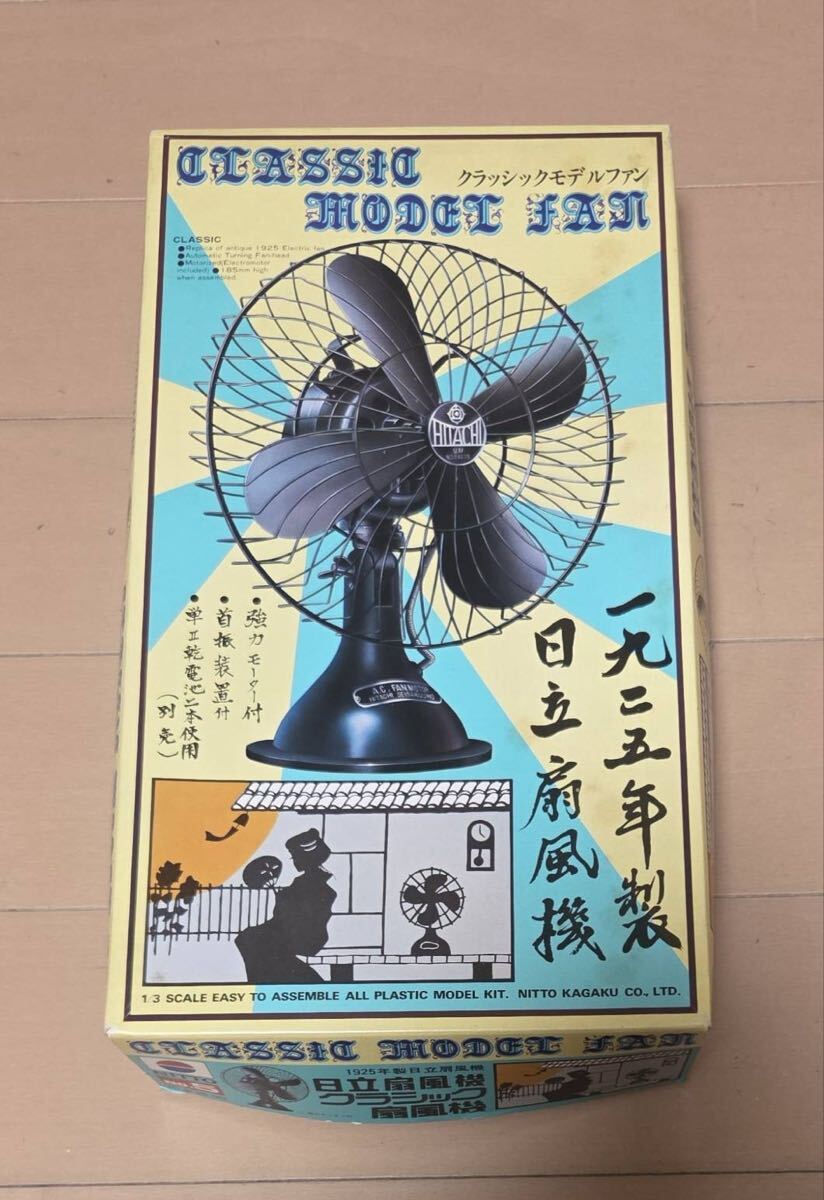 CLASSIC
MODEL FAN
クラッシックモデルファン
CLASSIC
●Replica of antique 1925 Electric fan
●Automatic Turning Fanhead
●Motorized(Electromotor
included) ●185mm high
when assembled
HITACHI
A.C. FAN MOTOR
HITACHI SEISAKUSHO
・強力モーター付
・首振装置付
・単Ⅱ乾電池二本使用
(別売)
一九二五年製
日立扇風機
1/3 SCALE EASY TO ASSEMBLE ALL PLASTIC MODEL KIT. NITTO KAGAKU CO., LTD.
CLASSIC MODEL FAN
1925年製日立扇風機
日立扇風機
クラシック
扇風機